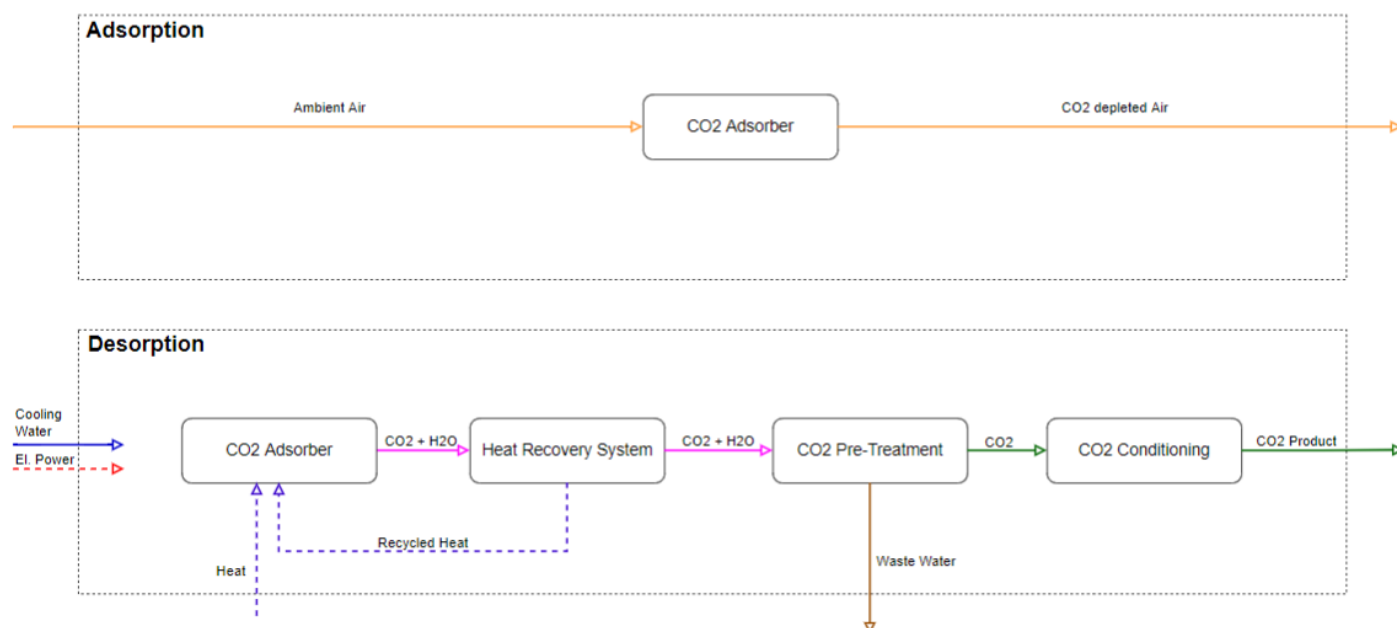 Adsorption
Ambient Air
CO2 Adsorber
CO2 depleted Air
Desorption
Cooling
Water
El. Power
CO2 Adsorber
CO2 + H2O
Heat Recovery System
CO2 + H2O
CO2 Pre-Treatment
CO2
CO2 Conditioning
CO2 Product
Recycled Heat
Heat
Waste Water